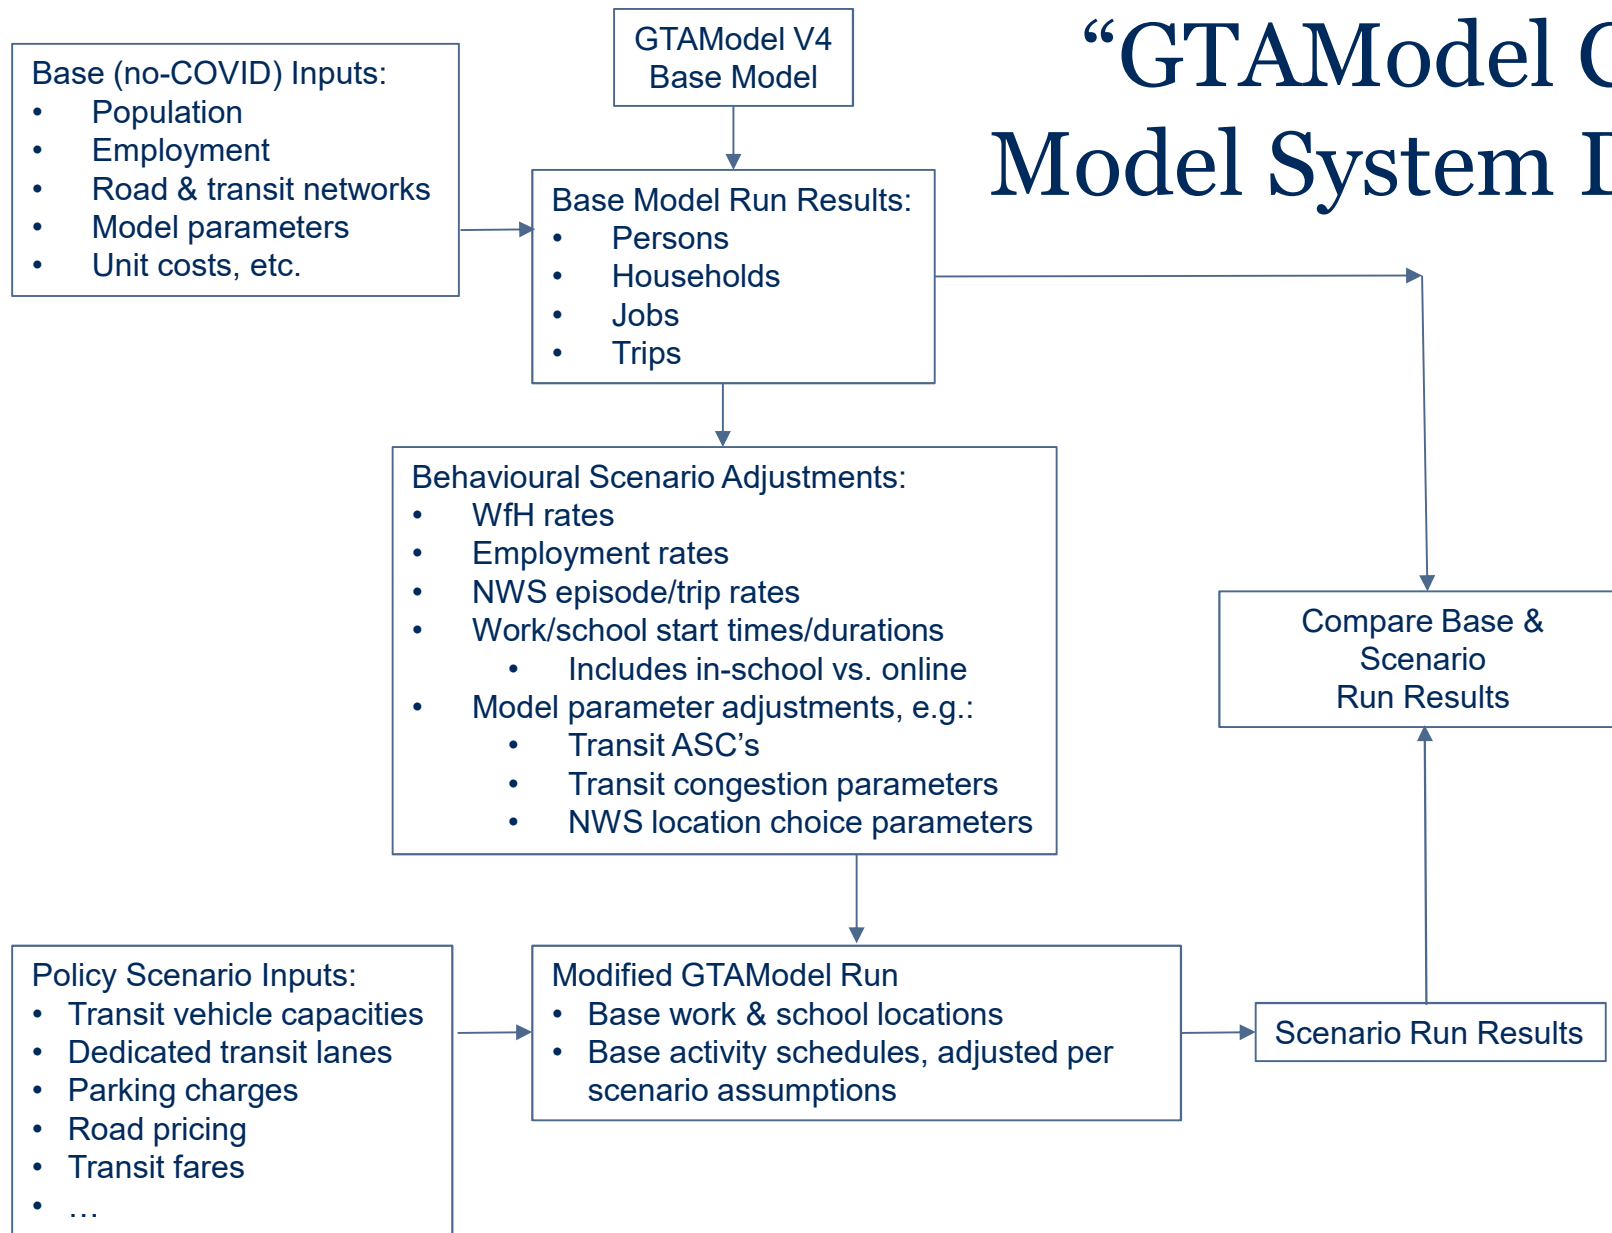 “GTAModel
Model System
GTAModel V4
Base Model
Base (no-COVID) Inputs:
• Population
• Employment
• Road & transit networks
• Model parameters
• Unit costs, etc.
Base Model Run Results:
• Persons
• Households
• Jobs
• Trips
Behavioural Scenario Adjustments:
• WfH rates
• Employment rates
• NWS episode/trip rates
• Work/school start times/durations
• Includes in-school vs. online
• Model parameter adjustments, e.g.:
• Transit ASC’s
• Transit congestion parameters
• NWS location choice parameters
Compare Base &
Scenario
Run Results
Policy Scenario Inputs:
• Transit vehicle capacities
• Dedicated transit lanes
• Parking charges
• Road pricing
• Transit fares
• …
Modified GTAModel Run
• Base work & school locations
• Base activity schedules, adjusted per
scenario assumptions
Scenario Run Results